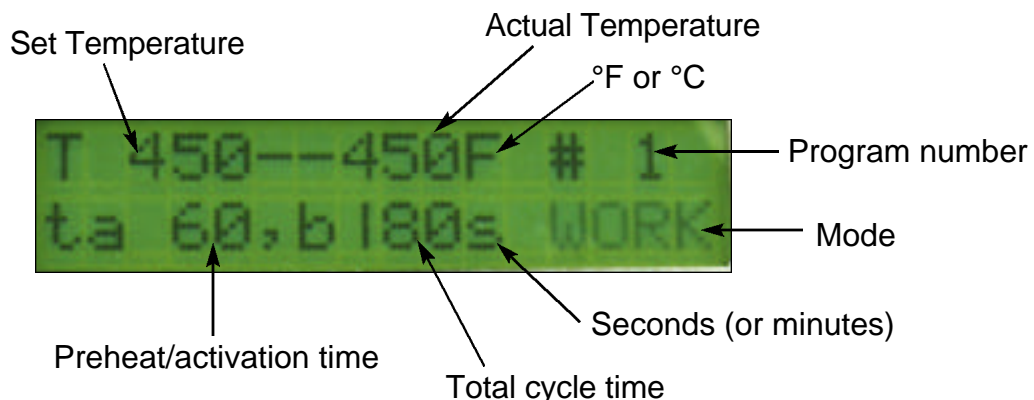 Set Temperature
Actual Temperature
°F or °C
T 450--450F # 1
Program number
ta 60,b180s WORK
Mode
Seconds (or minutes)
Preheat/activation time
Total cycle time